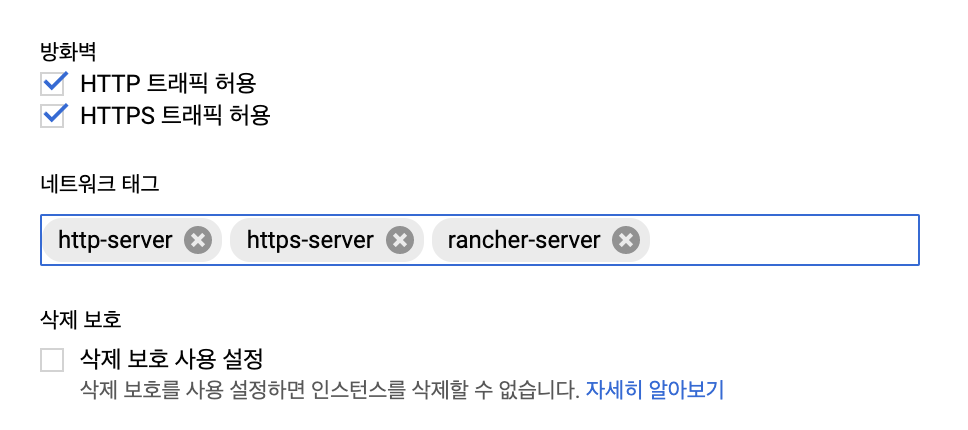 방화벽
HTTP 트래픽 허용
HTTPS 트래픽 허용
네트워크 태그
http-server https-server rancher-server
삭제 보호
삭제 보호 사용 설정
삭제 보호를 사용 설정하면 인스턴스를 삭제할 수 없습니다. 자세히 알아보기